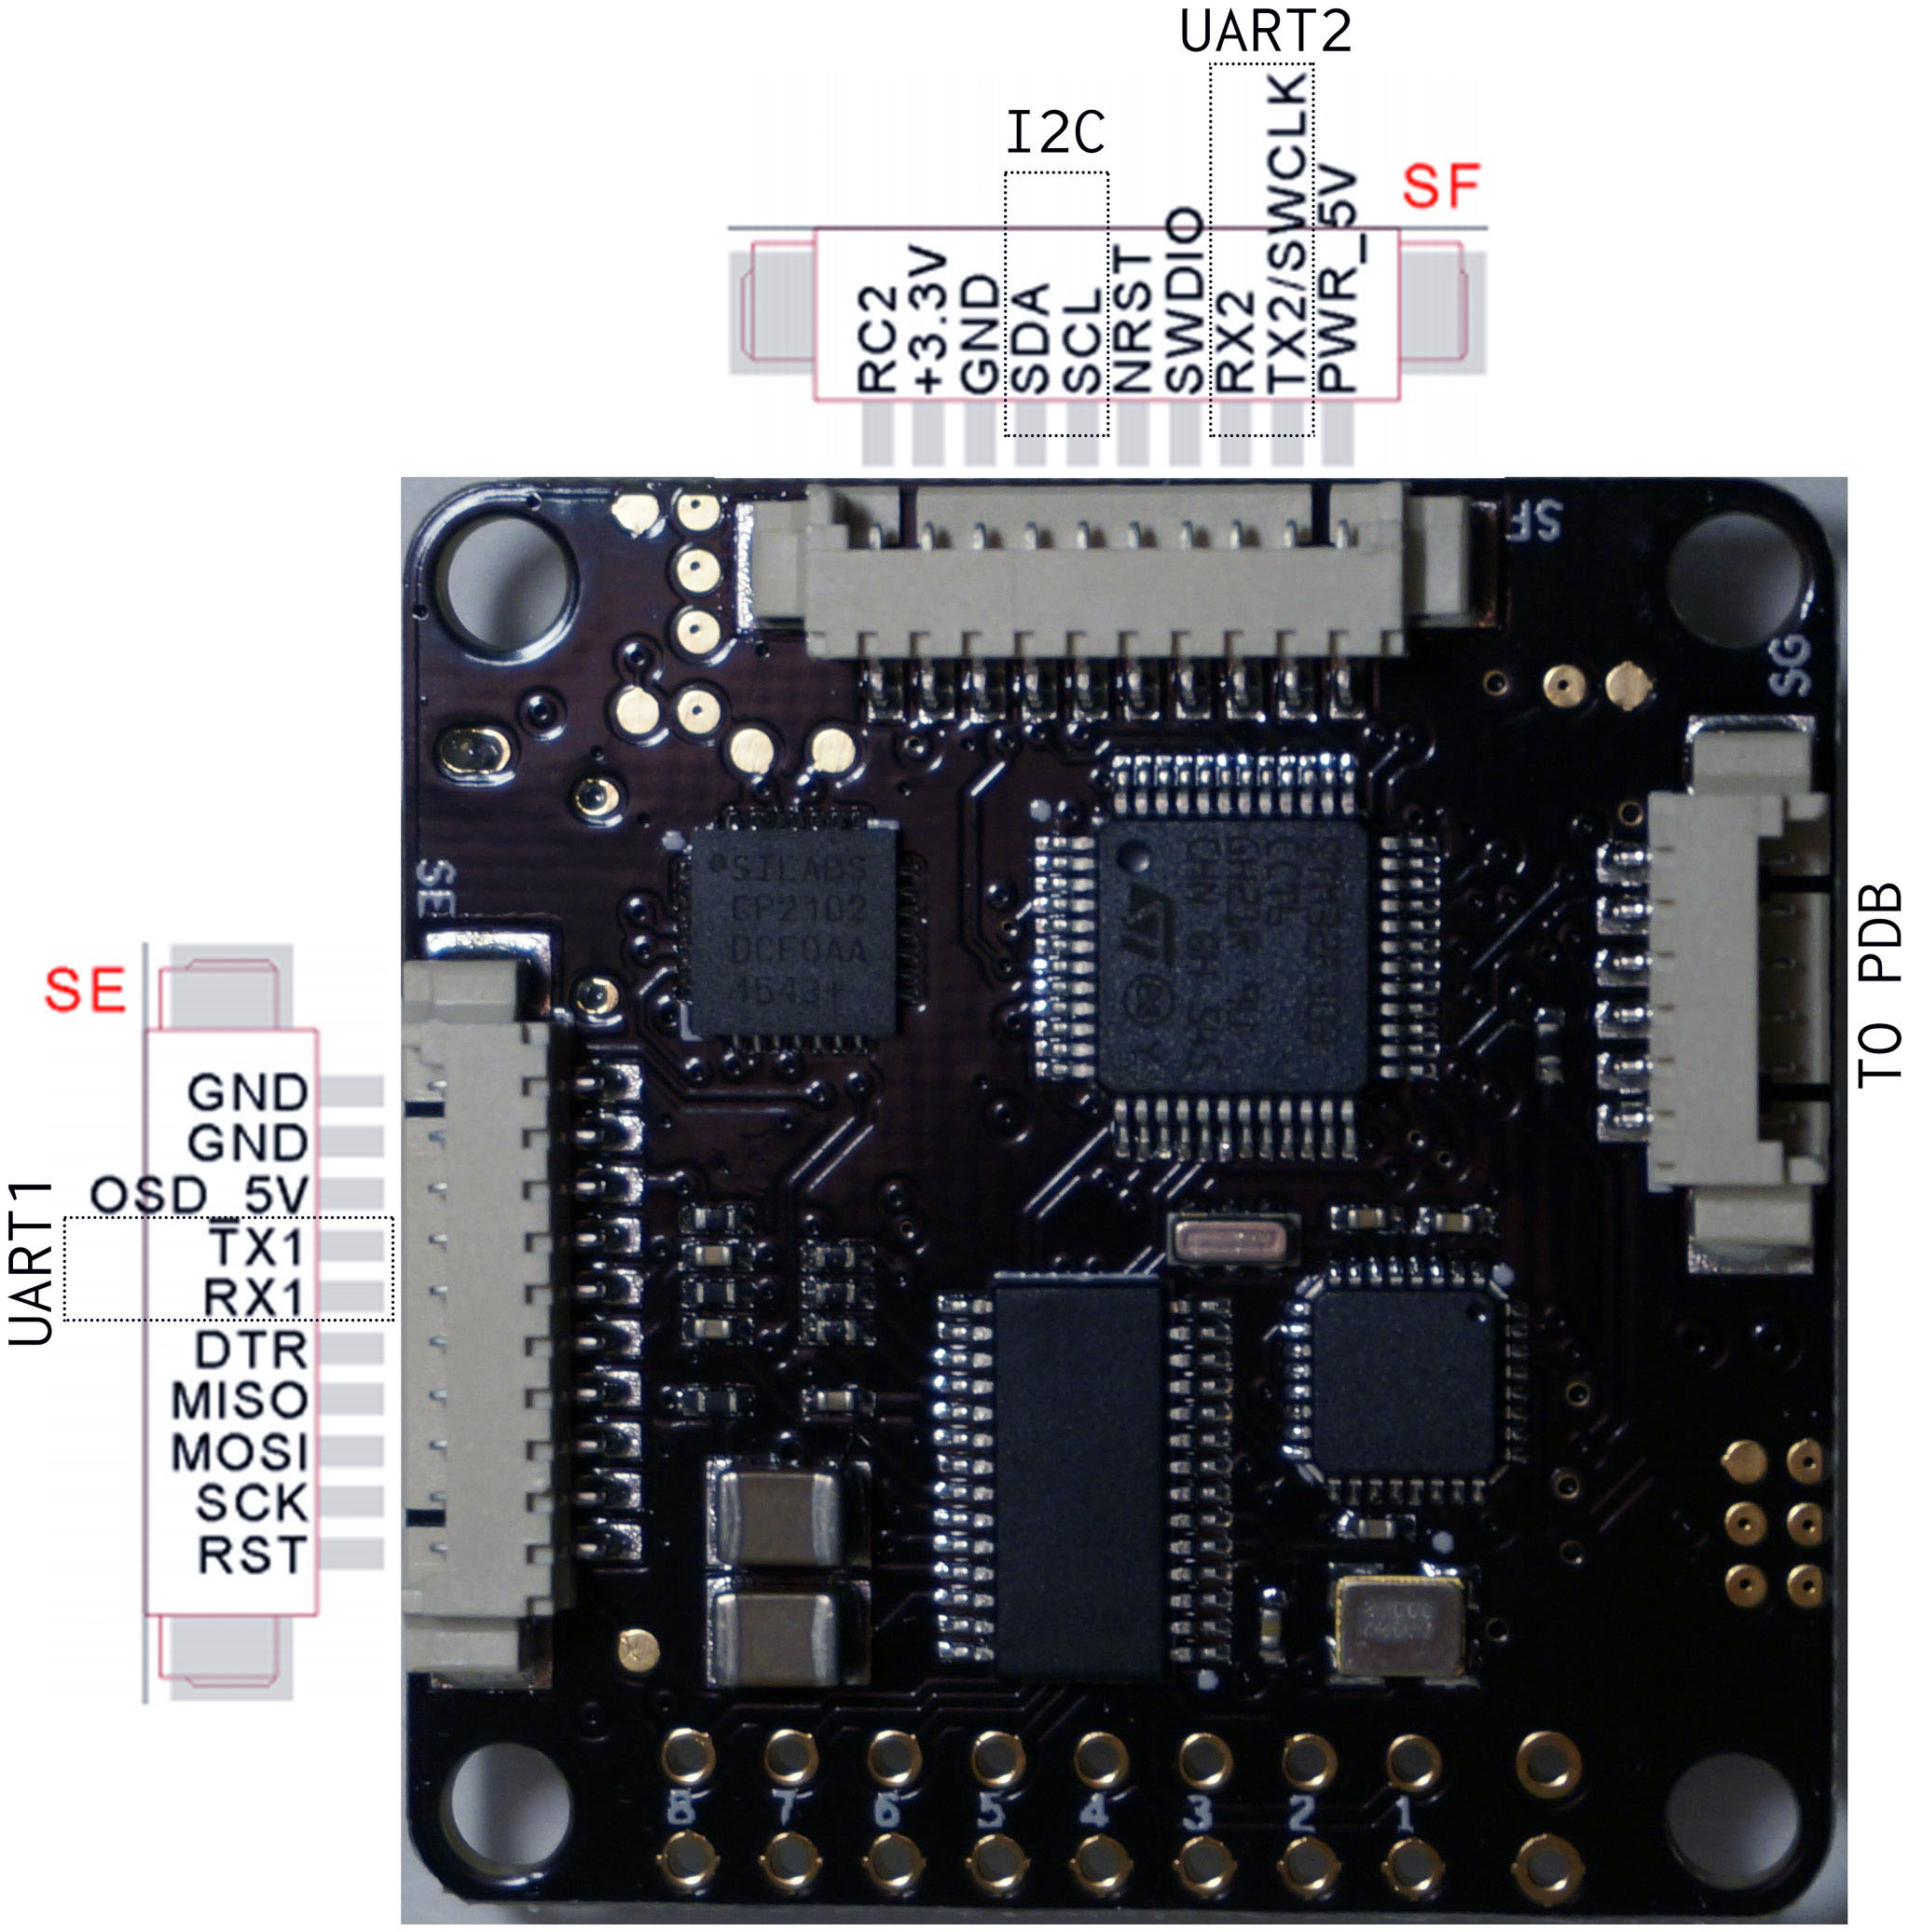 UART2
I2C
SF
RC2
+3.3V
GND
SDA
SCL
NRST
SWDIO
RX2
TX2/SWCLK
PWR_5V
SF
SG
SILABS
CP2102
DCF0AA
SE
SE
TO PDB
GND
GND
OSD_5V
TX1
RX1
DTR
MISO
MOSI
SCK
RST
UART1
8 7 6 5 4 3 2 1